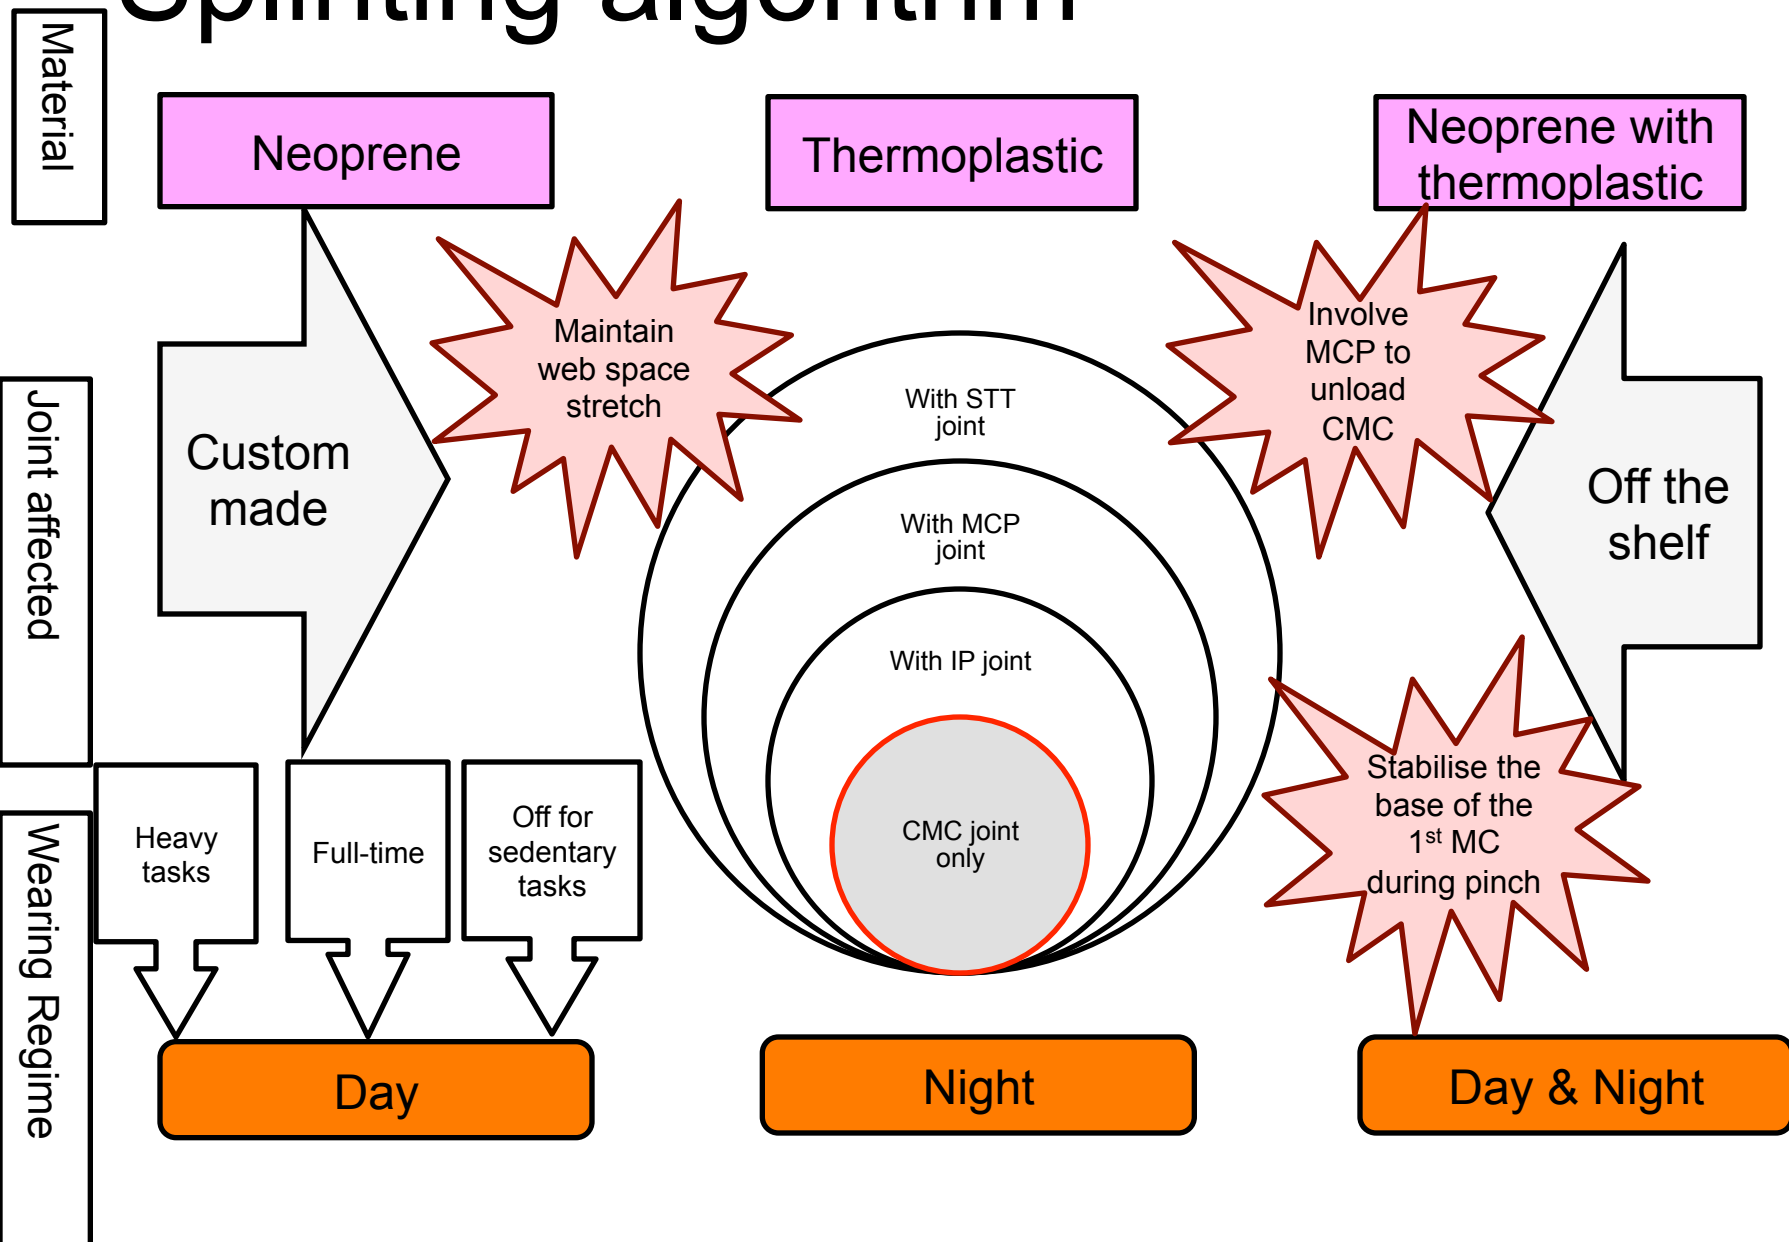 Splinting algorithm
Material
Neoprene
Thermoplastic
Neoprene with
thermoplastic
Joint affected
Custom
made
Maintain
web space
stretch
With STT
joint
With MCP
joint
With IP joint
CMC joint
only
Involve
MCP to
unload
CMC
Off the
shelf
Stabilise the
base of the
1st MC
during pinch
Wearing Regime
Heavy
tasks
Full-time
Off for
sedentary
tasks
Day
Night
Day & Night